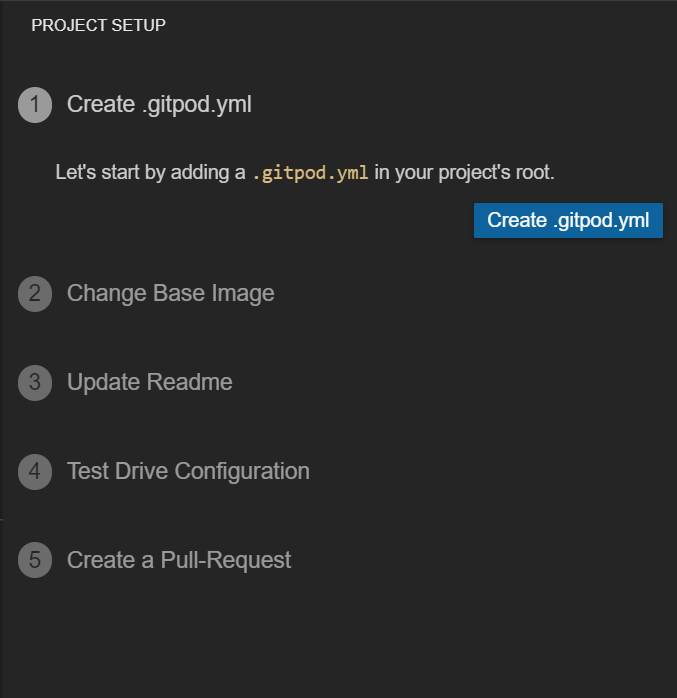 PROJECT SETUP
1 Create .gitpod.yml
Let's start by adding a .gitpod.yml in your project's root.
Create .gitpod.yml
2 Change Base Image
3 Update Readme
4 Test Drive Configuration
5 Create a Pull-Request